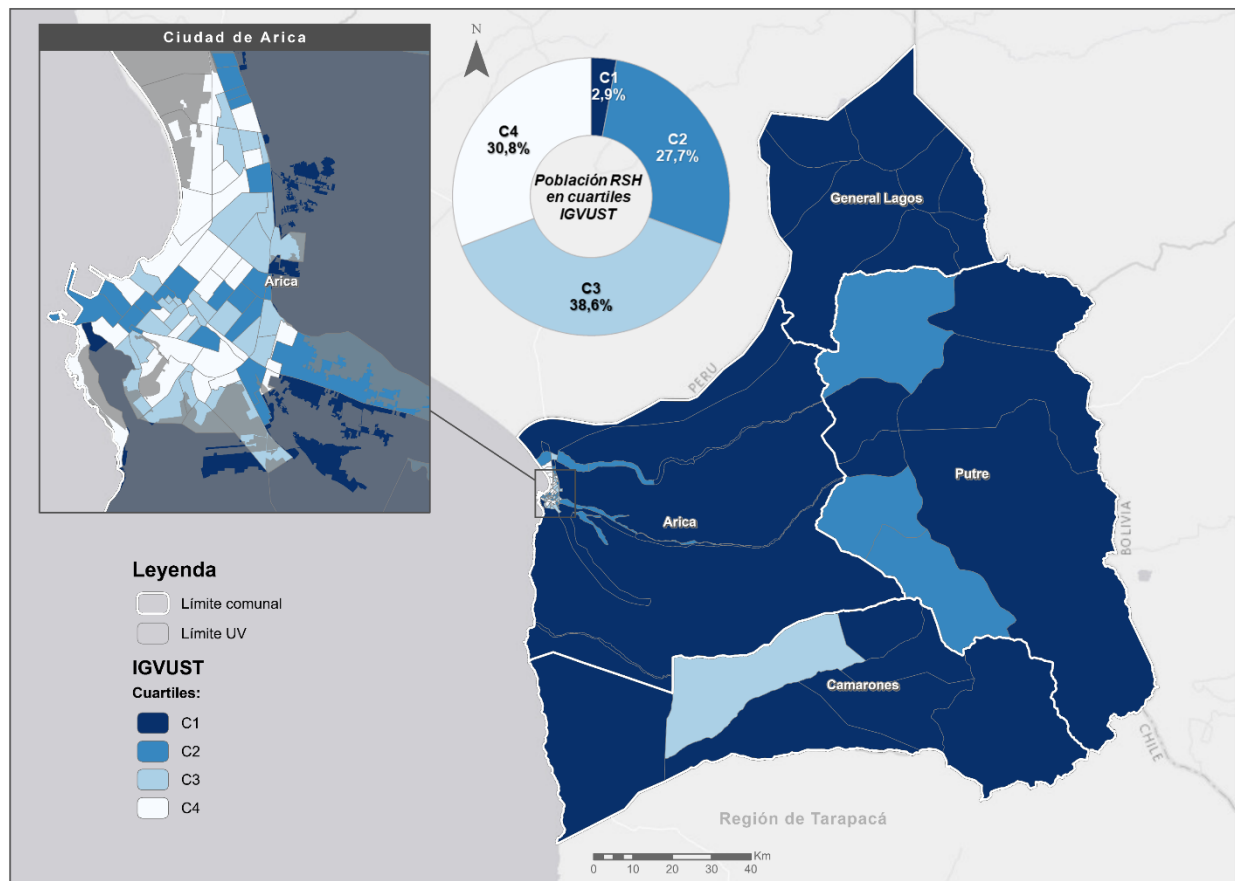 Ciudad de Arica
Arica
N
C1
2,9%
C2
27,7%
C3
38,6%
C4
30,8%
Población RSH
en cuartiles
IGVUST
General Lagos
Putre
Arica
Camarones
PERU
BOLIVIA
CHILE
Región de Tarapacá
Leyenda
Límite comunal
Límite UV
IGVUST
Cuartiles:
C1
C2
C3
C4
0 10 20 30 40 Km